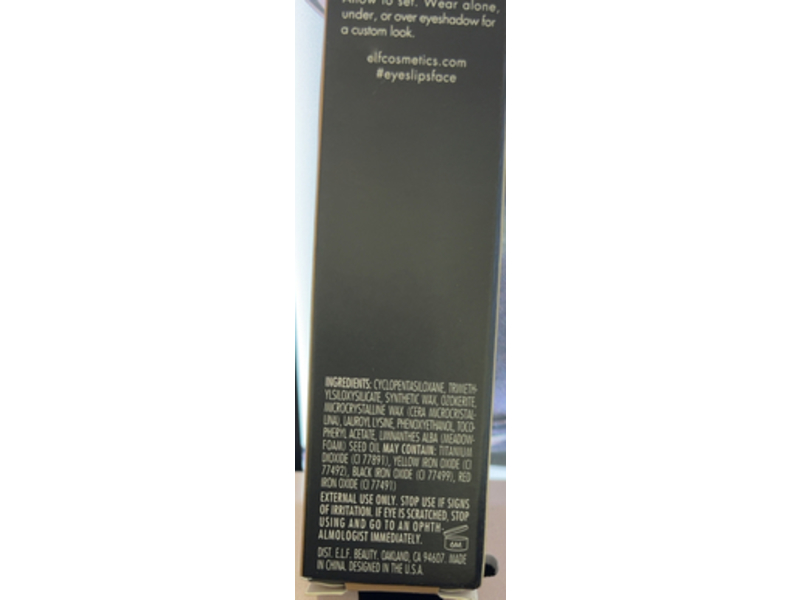 Allow to set. Wear alone,
under, or over eyeshadow for
a custom look.
elfcosmetics.com
#eyeslipsface
INGREDIENTS: CYCLOPENTASILOXANE, TRIMETH-
YLSILOXYSILICATE, SYNTHETIC WAX, OZOKERITE,
MICROCRYSTALLINE WAX (CERA MICROCRYSTAL-
LINA), LAUROYL LYSINE, PHENOXYETHANOL, TOCO-
PHERYL ACETATE, LIMNANTHES ALBA (MEADOW-
FOAM) SEED OIL MAY CONTAIN: TITANIUM
DIOXIDE (CI 77891), YELLOW IRON OXIDE (CI
77492), BLACK IRON OXIDE (CI 77499), RED
IRON OXIDE (CI 77491)
EXTERNAL USE ONLY. STOP USE IF SIGNS
OF IRRITATION. IF EYE IS SCRATCHED, STOP
USING AND GO TO AN OPHTH-
ALMOLOGIST IMMEDIATELY.
DIST. E.L.F. BEAUTY. OAKLAND, CA 94607. MADE
IN CHINA. DESIGNED IN THE U.S.A.